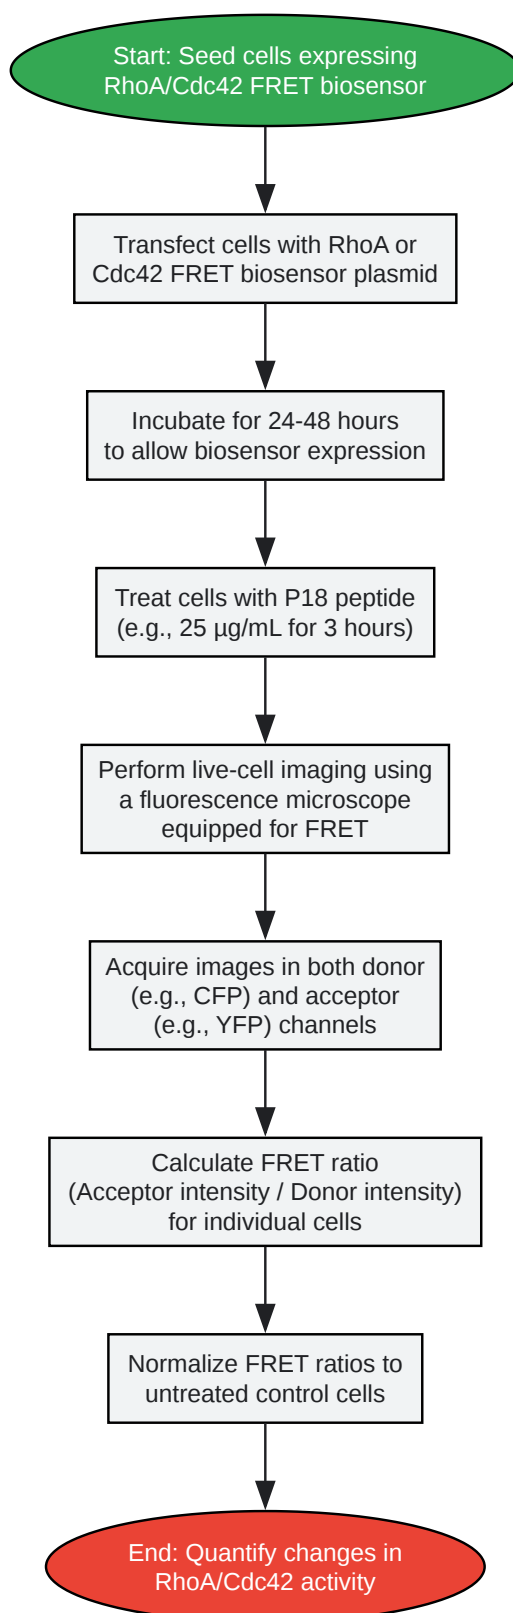 Start: Seed cells expressing
RhoA/Cdc42 FRET biosensor
Transfect cells with RhoA or
Cdc42 FRET biosensor plasmid
Incubate for 24-48 hours
to allow biosensor expression
Treat cells with P18 peptide
(e.g., 25 µg/mL for 3 hours)
Perform live-cell imaging using
a fluorescence microscope
equipped for FRET
Acquire images in both donor
(e.g., CFP) and acceptor
(e.g., YFP) channels
Calculate FRET ratio
(Acceptor intensity / Donor intensity)
for individual cells
Normalize FRET ratios to
untreated control cells
End: Quantify changes in
RhoA/Cdc42 activity